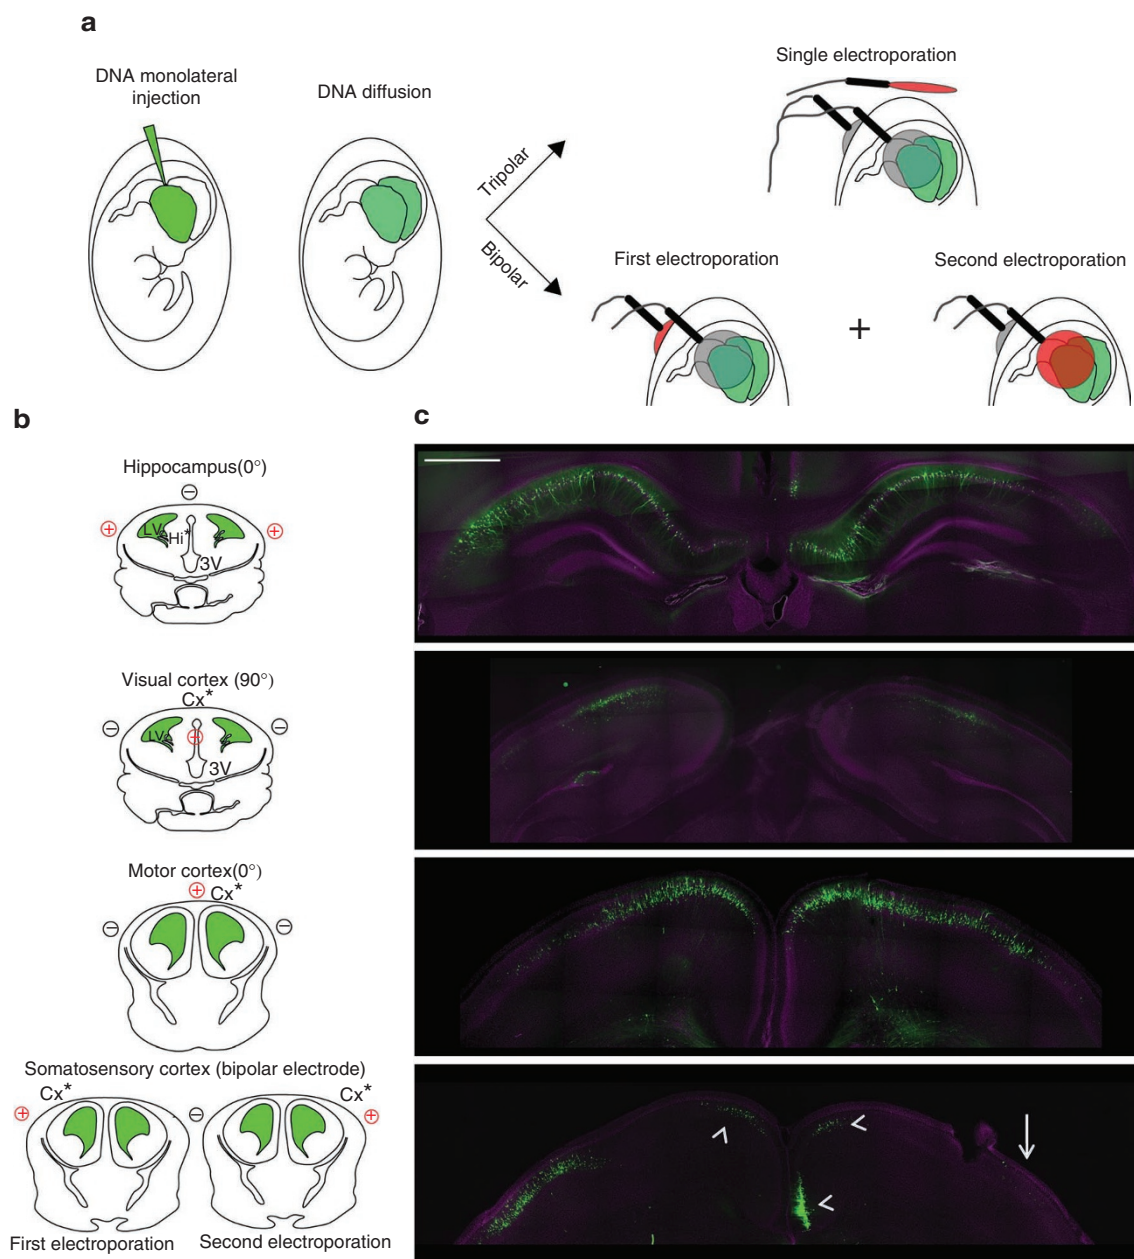 a
DNA monolateral
injection
DNA diffusion
Tripolar
Bipolar
Single electroporation
First electroporation
+
Second electroporation
b
Hippocampus(0°)
−
+
+
LV
Hi*
3V
Visual cortex (90°)
Cx*
−
−
LV
+
3V
Motor cortex(0°)
+
Cx*
−
−
Somatosensory cortex (bipolar electrode)
Cx*
Cx*
+
−
+
First electroporation
Second electroporation
c